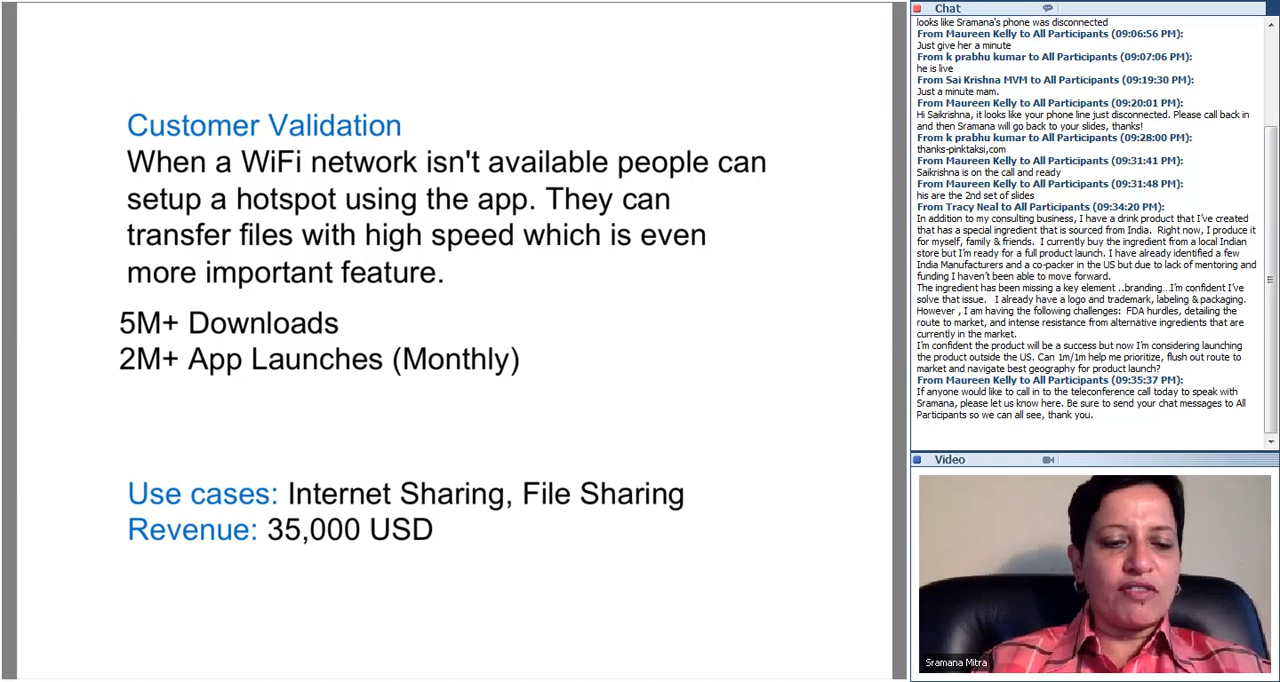 Customer Validation
When a WiFi network isn't available people can
setup a hotspot using the app. They can
transfer files with high speed which is even
more important feature.
5M+ Downloads
2M+ App Launches (Monthly)
Use cases: Internet Sharing, File Sharing
Revenue: 35,000 USD
Chat
looks like Sramana's phone was disconnected
From Maureen Kelly to All Participants (09:06:56 PM):
Just give her a minute
From k prabhu kumar to All Participants (09:07:06 PM):
he is live
From Sai Krishna MVM to All Participants (09:19:30 PM):
Just a minute mam.
From Maureen Kelly to All Participants (09:20:01 PM):
Hi Saikrishna, it looks like your phone line just disconnected. Please call back in
and then Sramana will go back to your slides, thanks!
From k prabhu kumar to All Participants (09:28:00 PM):
thanks-pinktaksi,com
From Maureen Kelly to All Participants (09:31:41 PM):
Saikrishna is on the call and ready
From Maureen Kelly to All Participants (09:31:48 PM):
his are the 2nd set of slides
From Tracy Neal to All Participants (09:34:20 PM):
In addition to my consulting business, I have a drink product that I've created
that has a special ingredient that is sourced from India. Right now, I produce it
for myself, family & friends. I currently buy the ingredient from a local Indian
store but I'm ready for a full product launch. I have already identified a few
India Manufacturers and a co-packer in the US but due to lack of mentoring and
funding I haven't been able to move forward.
The ingredient has been missing a key element ..branding...I'm confident I've
solve that issue. I already have a logo and trademark, labeling & packaging.
However , I am having the following challenges: FDA hurdles, detailing the
route to market, and intense resistance from alternative ingredients that are
currently in the market.
I'm confident the product will be a success but now I'm considering launching
the product outside the US. Can 1m/1m help me prioritize, flush out route to
market and navigate best geography for product launch?
From Maureen Kelly to All Participants (09:35:37 PM):
If anyone would like to call in to the teleconference call today to speak with
Sramana, please let us know here. Be sure to send your chat messages to All
Participants so we can all see, thank you.
Video
Sramana Mitra